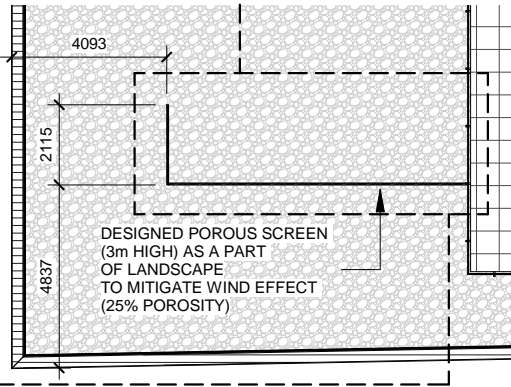 4093
2115
4837
DESIGNED POROUS SCREEN
(3m HIGH) AS A PART
OF LANDSCAPE
TO MITIGATE WIND EFFECT
(25% POROSITY)